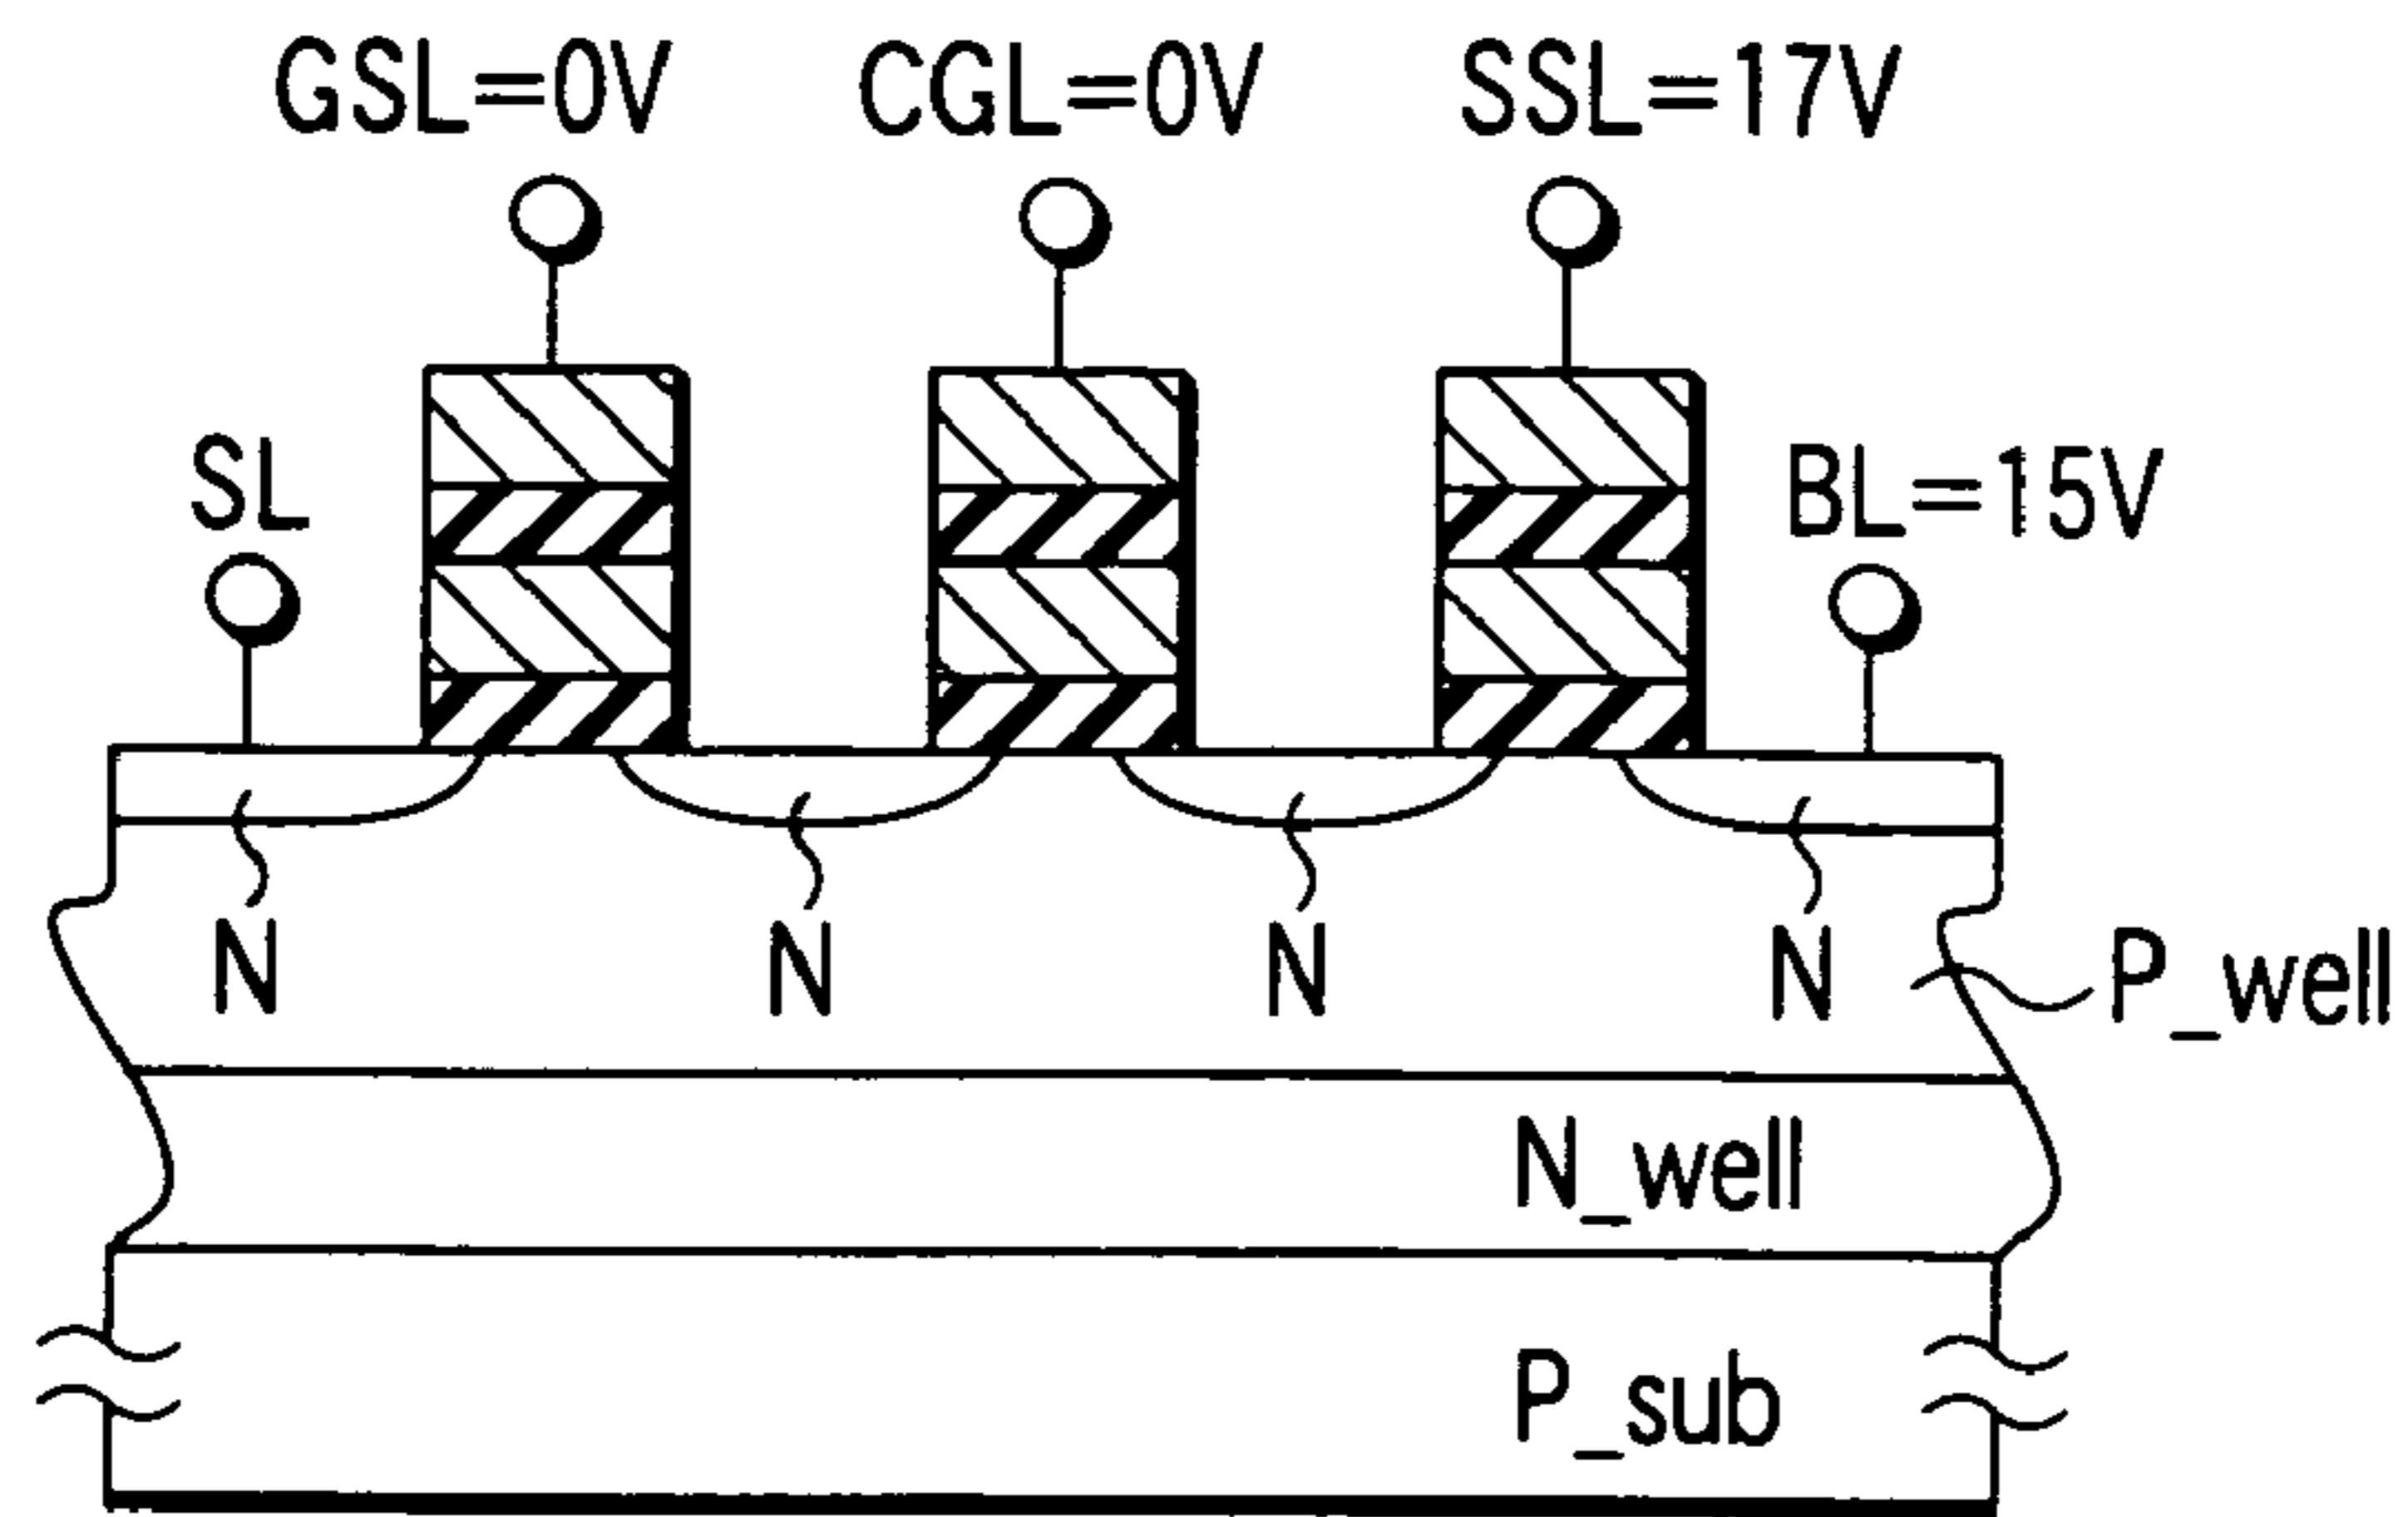 GSL=0V
CGL=0V
SSL=17V
SL
BL=15V
N
N
N
N
P_well
N_well
P_sub